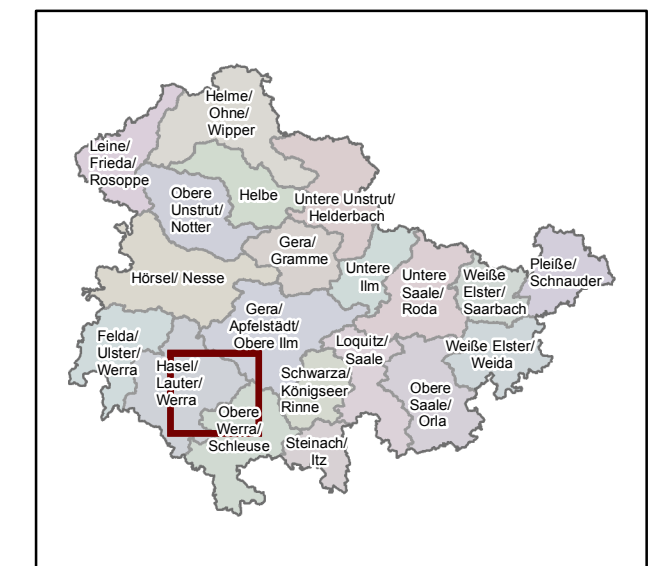 Helme/
Ohne/
Wipper
Leine/
Frieda/
Rosoppe
Obere
Unstrut/
Notter
Helbe
Untere Unstrut/
Helderbach
Gera/
Gramme
Hörsel/ Nesse
Untere
Ilm
Untere
Saale/
Roda
Weiße
Elster/
Saarbach
Pleiße/
Schnauder
Gera/
Apfelstädt/
Obere Ilm
Felda/
Ulster/
Werra
Hasel/
Lauter/
Werra
Loquitz/
Saale
Weiße Elster/
Weida
Schwarza/
Königseer
Rinne
Obere
Saale/
Orla
Obere
Werra/
Schleuse
Steinach/
Itz